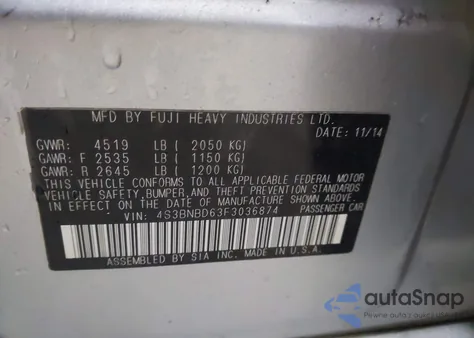 MFD BY FUJI HEAVY INDUSTRIES LTD.
DATE: 11/14
GVWR: 4519 LB ( 2050 KG)
GAWR: F 2535 LB ( 1150 KG)
GAWR: R 2645 LB ( 1200 KG)
THIS VEHICLE CONFORMS TO ALL APPLICABLE FEDERAL MOTOR
VEHICLE SAFETY, BUMPER, AND THEFT PREVENTION STANDARDS
IN EFFECT ON THE DATE OF MANUFACTURE SHOWN ABOVE.
VIN: 4S3BNBD63F3036874 PASSENGER CAR
ASSEMBLED BY SIA INC. MADE IN U.S.A.
autoSnap
Powered by AutoAuctionHistory